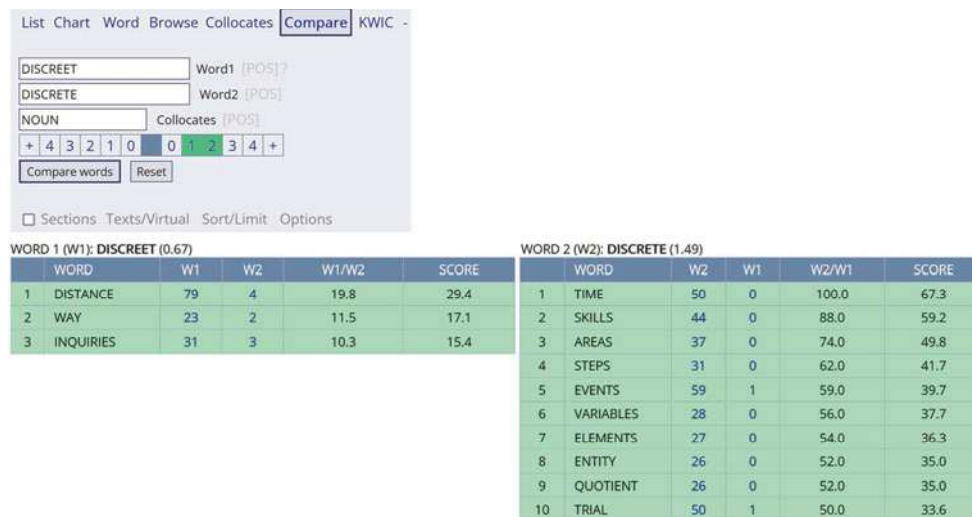 List Chart Word Browse Collocates Compare KWIC -
DISCREET Word1 [POS]?
DISCRETE Word2 [POS]
NOUN Collocates [POS]
+ 4 3 2 1 0 0 1 2 3 4 +
Compare words Reset
Sections Texts/Virtual Sort/Limit Options
WORD 1 (W1): DISCREET (0.67)
WORD W1 W2 W1/W2 SCORE
1 DISTANCE 79 4 19.8 29.4
2 WAY 23 2 11.5 17.1
3 INQUIRIES 31 3 10.3 15.4
WORD 2 (W2): DISCRETE (1.49)
WORD W2 W1 W2/W1 SCORE
1 TIME 50 0 100.0 67.3
2 SKILLS 44 0 88.0 59.2
3 AREAS 37 0 74.0 49.8
4 STEPS 31 0 62.0 41.7
5 EVENTS 59 1 59.0 39.7
6 VARIABLES 28 0 56.0 37.7
7 ELEMENTS 27 0 54.0 36.3
8 ENTITY 26 0 52.0 35.0
9 QUOTIENT 26 0 52.0 35.0
10 TRIAL 50 1 50.0 33.6